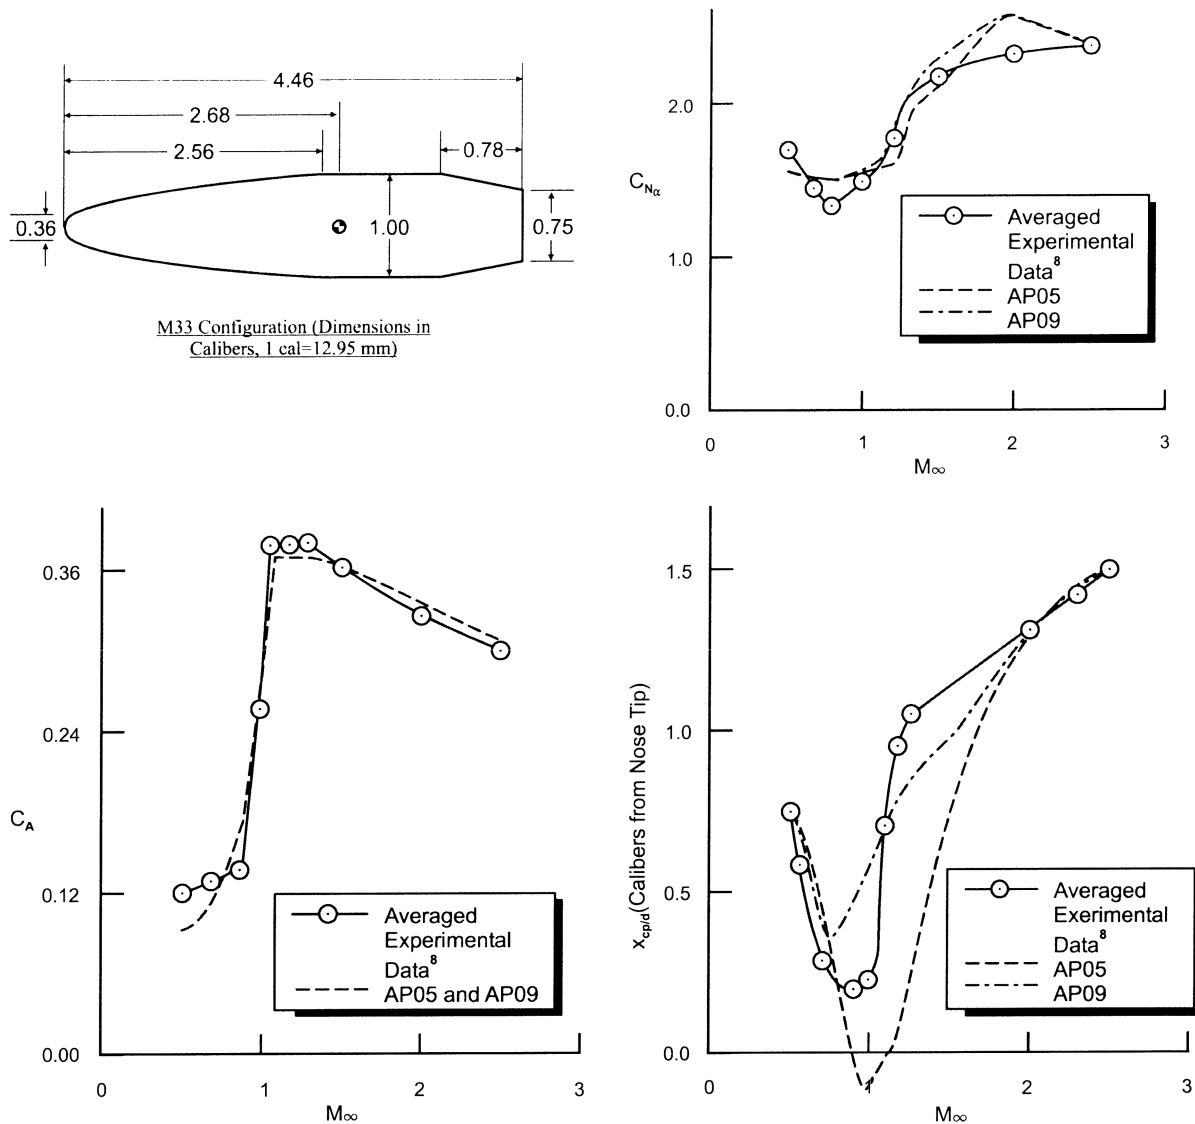 4.46
2.68
2.56
0.78
0.36
1.00
0.75
M33 Configuration (Dimensions in
Calibers, 1 cal=12.95 mm)
2.0
1.0
0.0
C_Nα
0 1 2 3
M∞
Averaged
Experimental
Data⁸
AP05
AP09
0.36
0.24
0.12
0.00
C_A
0 1 2 3
M∞
Averaged
Experimental
Data⁸
AP05 and AP09
1.5
1.0
0.5
0.0
x_cp/d(Calibers from Nose Tip)
0 1 2 3
M∞
Averaged
Exerimental
Data⁸
AP05
AP09